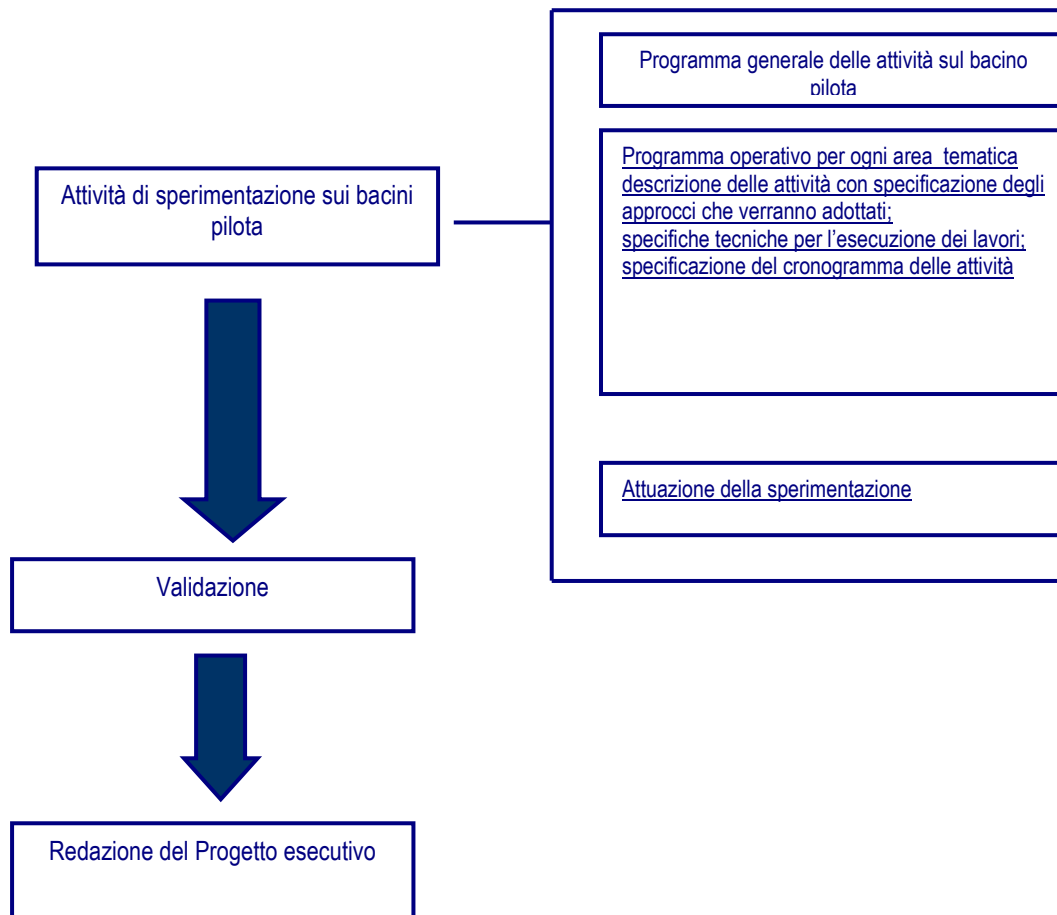 Programma generale delle attività sul bacino
pilota
Programma operativo per ogni area tematica
descrizione delle attività con specificazione degli
approcci che verranno adottati;
specifiche tecniche per l'esecuzione dei lavori;
specificazione del cronogramma delle attività
Attività di sperimentazione sui bacini
pilota
Attuazione della sperimentazione
Validazione
Redazione del Progetto esecutivo